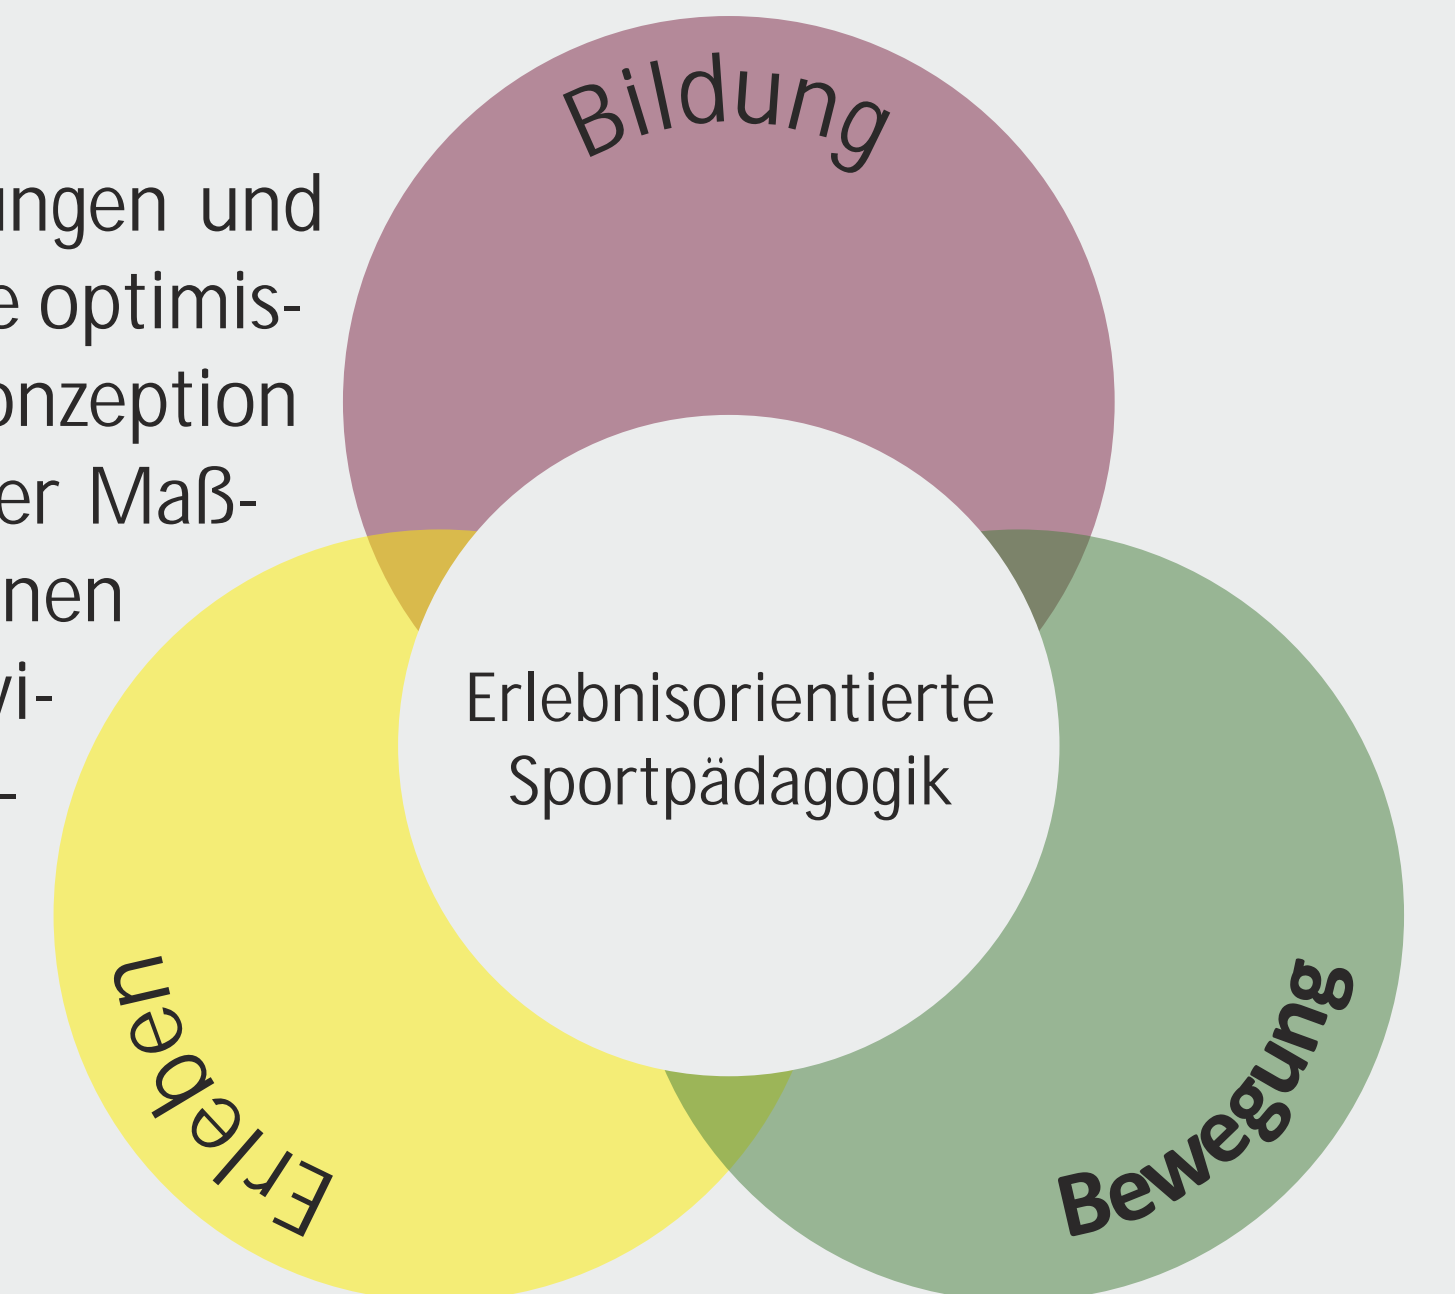 Bildung
ungen und
e optimis-
onzeption
er Maß-
nen
vi-
-
Erlebnisorientierte
Sportpädagogik
Erleben
Bewegung